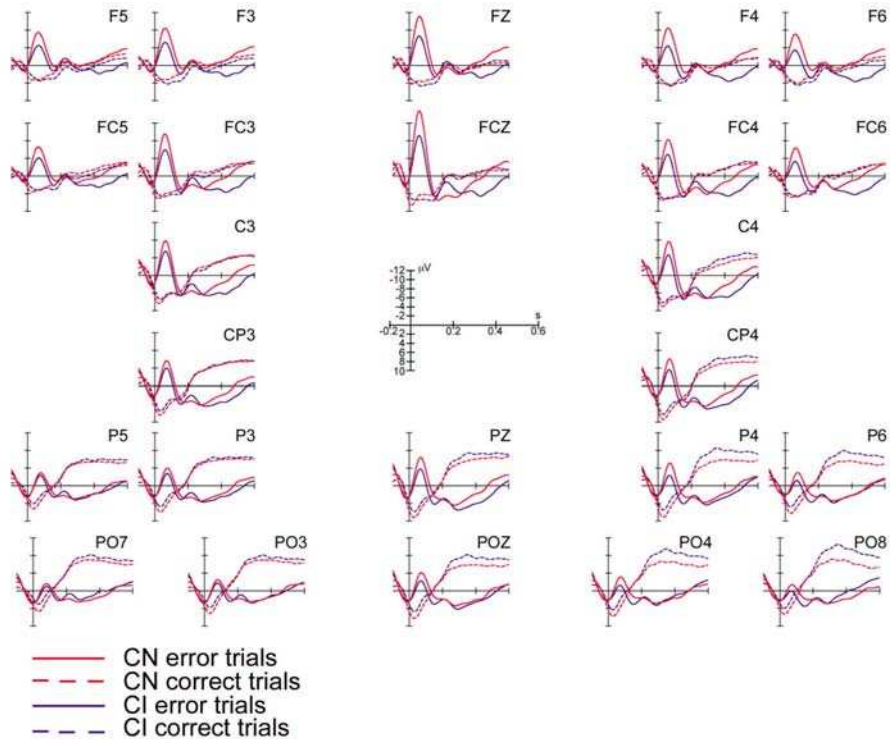 F5 F3 FZ F4 F6
FC5 FC3 FCZ FC4 FC6
C3 C4
-12 μV
-10
-8
-6
-4
-2 s
-0.2 0.2 0.4 0.6
2
4
6
8
10
CP3 CP4
P5 P3 PZ P4 P6
PO7 PO3 POZ PO4 PO8
CN error trials
CN correct trials
CI error trials
CI correct trials